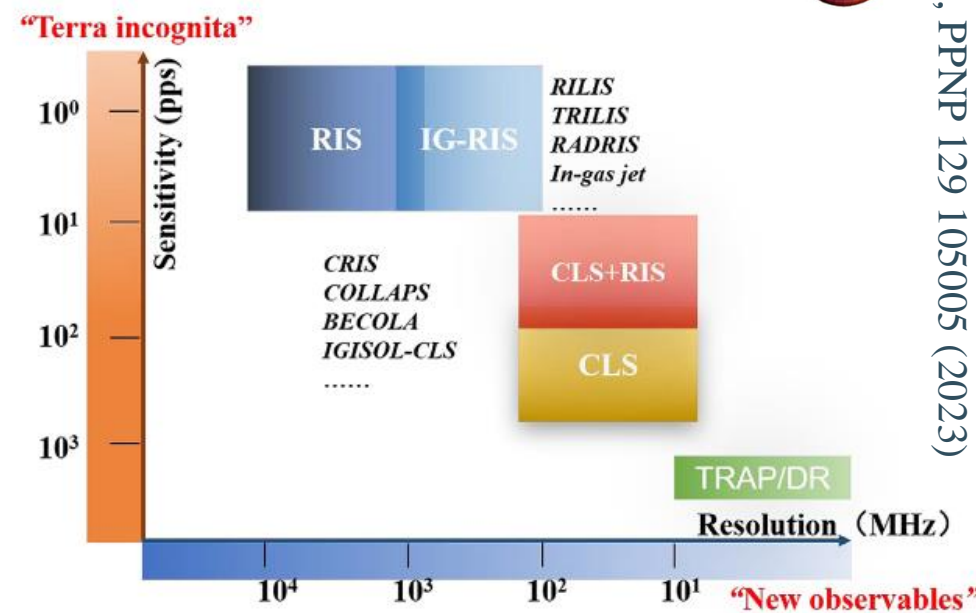 “Terra incognita”
Sensitivity (pps)
10⁰
10¹
10²
10³
RIS
IG-RIS
RILIS
TRILIS
RADRIS
In-gas jet
......
CLS+RIS
CLS
CRIS
COLLAPS
BECOLA
IGISOL-CLS
......
TRAP/DR
Resolution （MHz）
10⁴
10³
10²
10¹
“New observables”
, PPNP 129 105005 (2023)